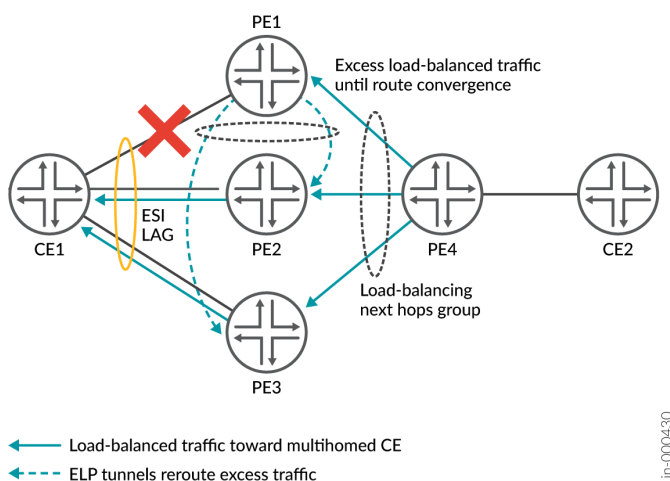 PE1
Excess load-balanced traffic
until route convergence
ESI
LAG
CE1
PE2
PE4
CE2
Load-balancing
next hops group
PE3
Load-balanced traffic toward multihomed CE
ELP tunnels reroute excess traffic
jn-000430